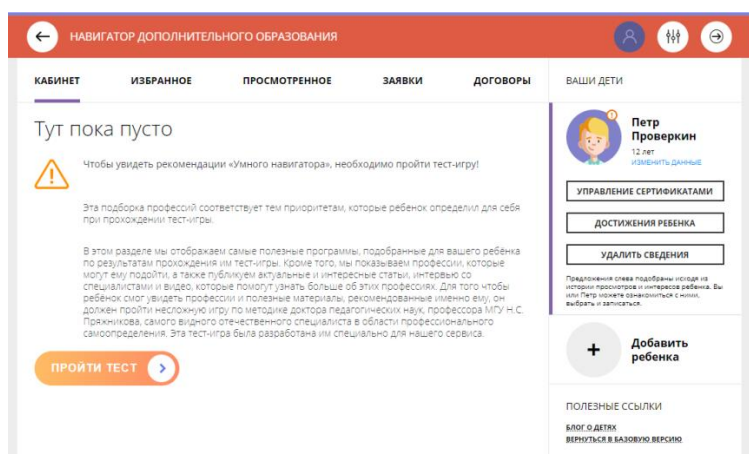 НАВИГАТОР ДОПОЛНИТЕЛЬНОГО ОБРАЗОВАНИЯ
КАБИНЕТ ИЗБРАННОЕ ПРОСМОТРЕННОЕ ЗАЯВКИ ДОГОВОРЫ
Тут пока пусто
Чтобы увидеть рекомендации «Умного навигатора», необходимо пройти тест-игру!
Эта подборка профессий соответствует тем приоритетам, которые ребенок определил для себя
при прохождении тест-игры.
В этом разделе мы отображаем самые полезные программы, подобранные для вашего ребёнка
по результатам прохождения им тест-игры. Кроме того, мы показываем профессии, которые
могут ему подойти, а также публикуем актуальные и интересные статьи, интервью со
специалистами и видео, которые помогут узнать больше об этих профессиях. Для того чтобы
ребёнок смог увидеть профессии и полезные материалы, рекомендованные именно ему, он
должен пройти несложную игру по методике доктора педагогических наук, профессора МГУ Н.С.
Пряжникова, самого видного отечественного специалиста в области профессионального
самоопределения. Эта тест-игра была разработана им специально для нашего сервиса.
ПРОЙТИ ТЕСТ
ВАШИ ДЕТИ
Петр
Проверкин
12 лет
ИЗМЕНИТЬ ДАННЫЕ
УПРАВЛЕНИЕ СЕРТИФИКАТАМИ
ДОСТИЖЕНИЯ РЕБЕНКА
УДАЛИТЬ СВЕДЕНИЯ
Предложения слева подобраны исходя из
истории просмотров и интересов ребенка. Вы
или Петр можете ознакомиться с ними,
выбрать и записаться.
+ Добавить
ребенка
ПОЛЕЗНЫЕ ССЫЛКИ
БЛОГ О ДЕТЯХ
ВЕРНУТЬСЯ В БАЗОВУЮ ВЕРСИЮ